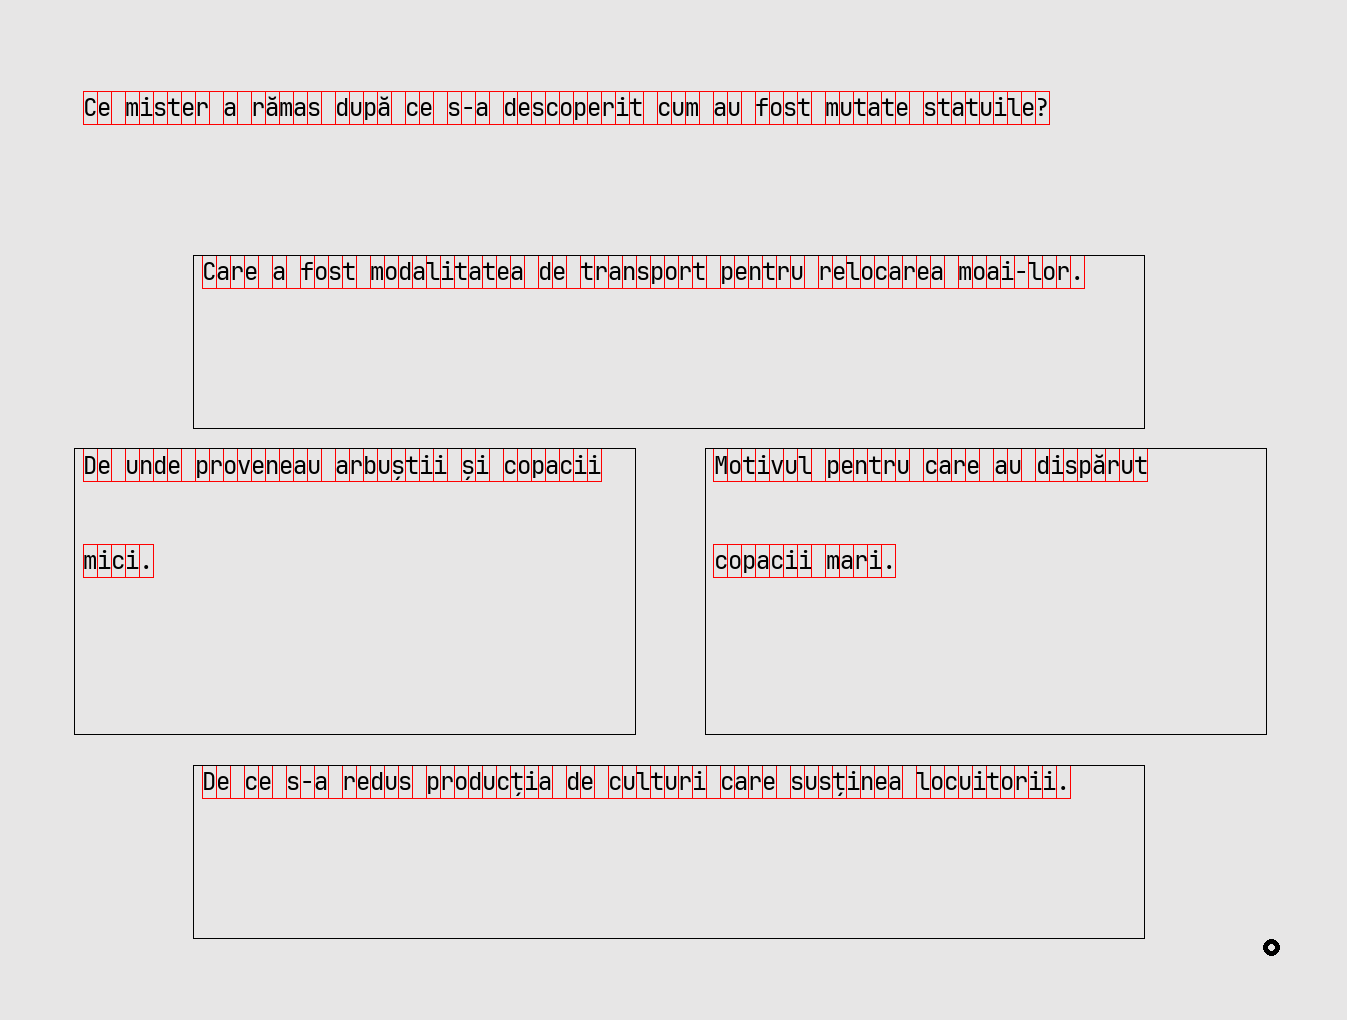 Ce mister a rămas după ce s-a descoperit cum au fost mutate statuile?
Care a fost modalitatea de transport pentru relocarea moai-lor.
De unde proveneau arbuștii și copacii
mici.
Motivul pentru care au dispărut
copacii mari.
De ce s-a redus producția de culturi care susținea locuitorii.